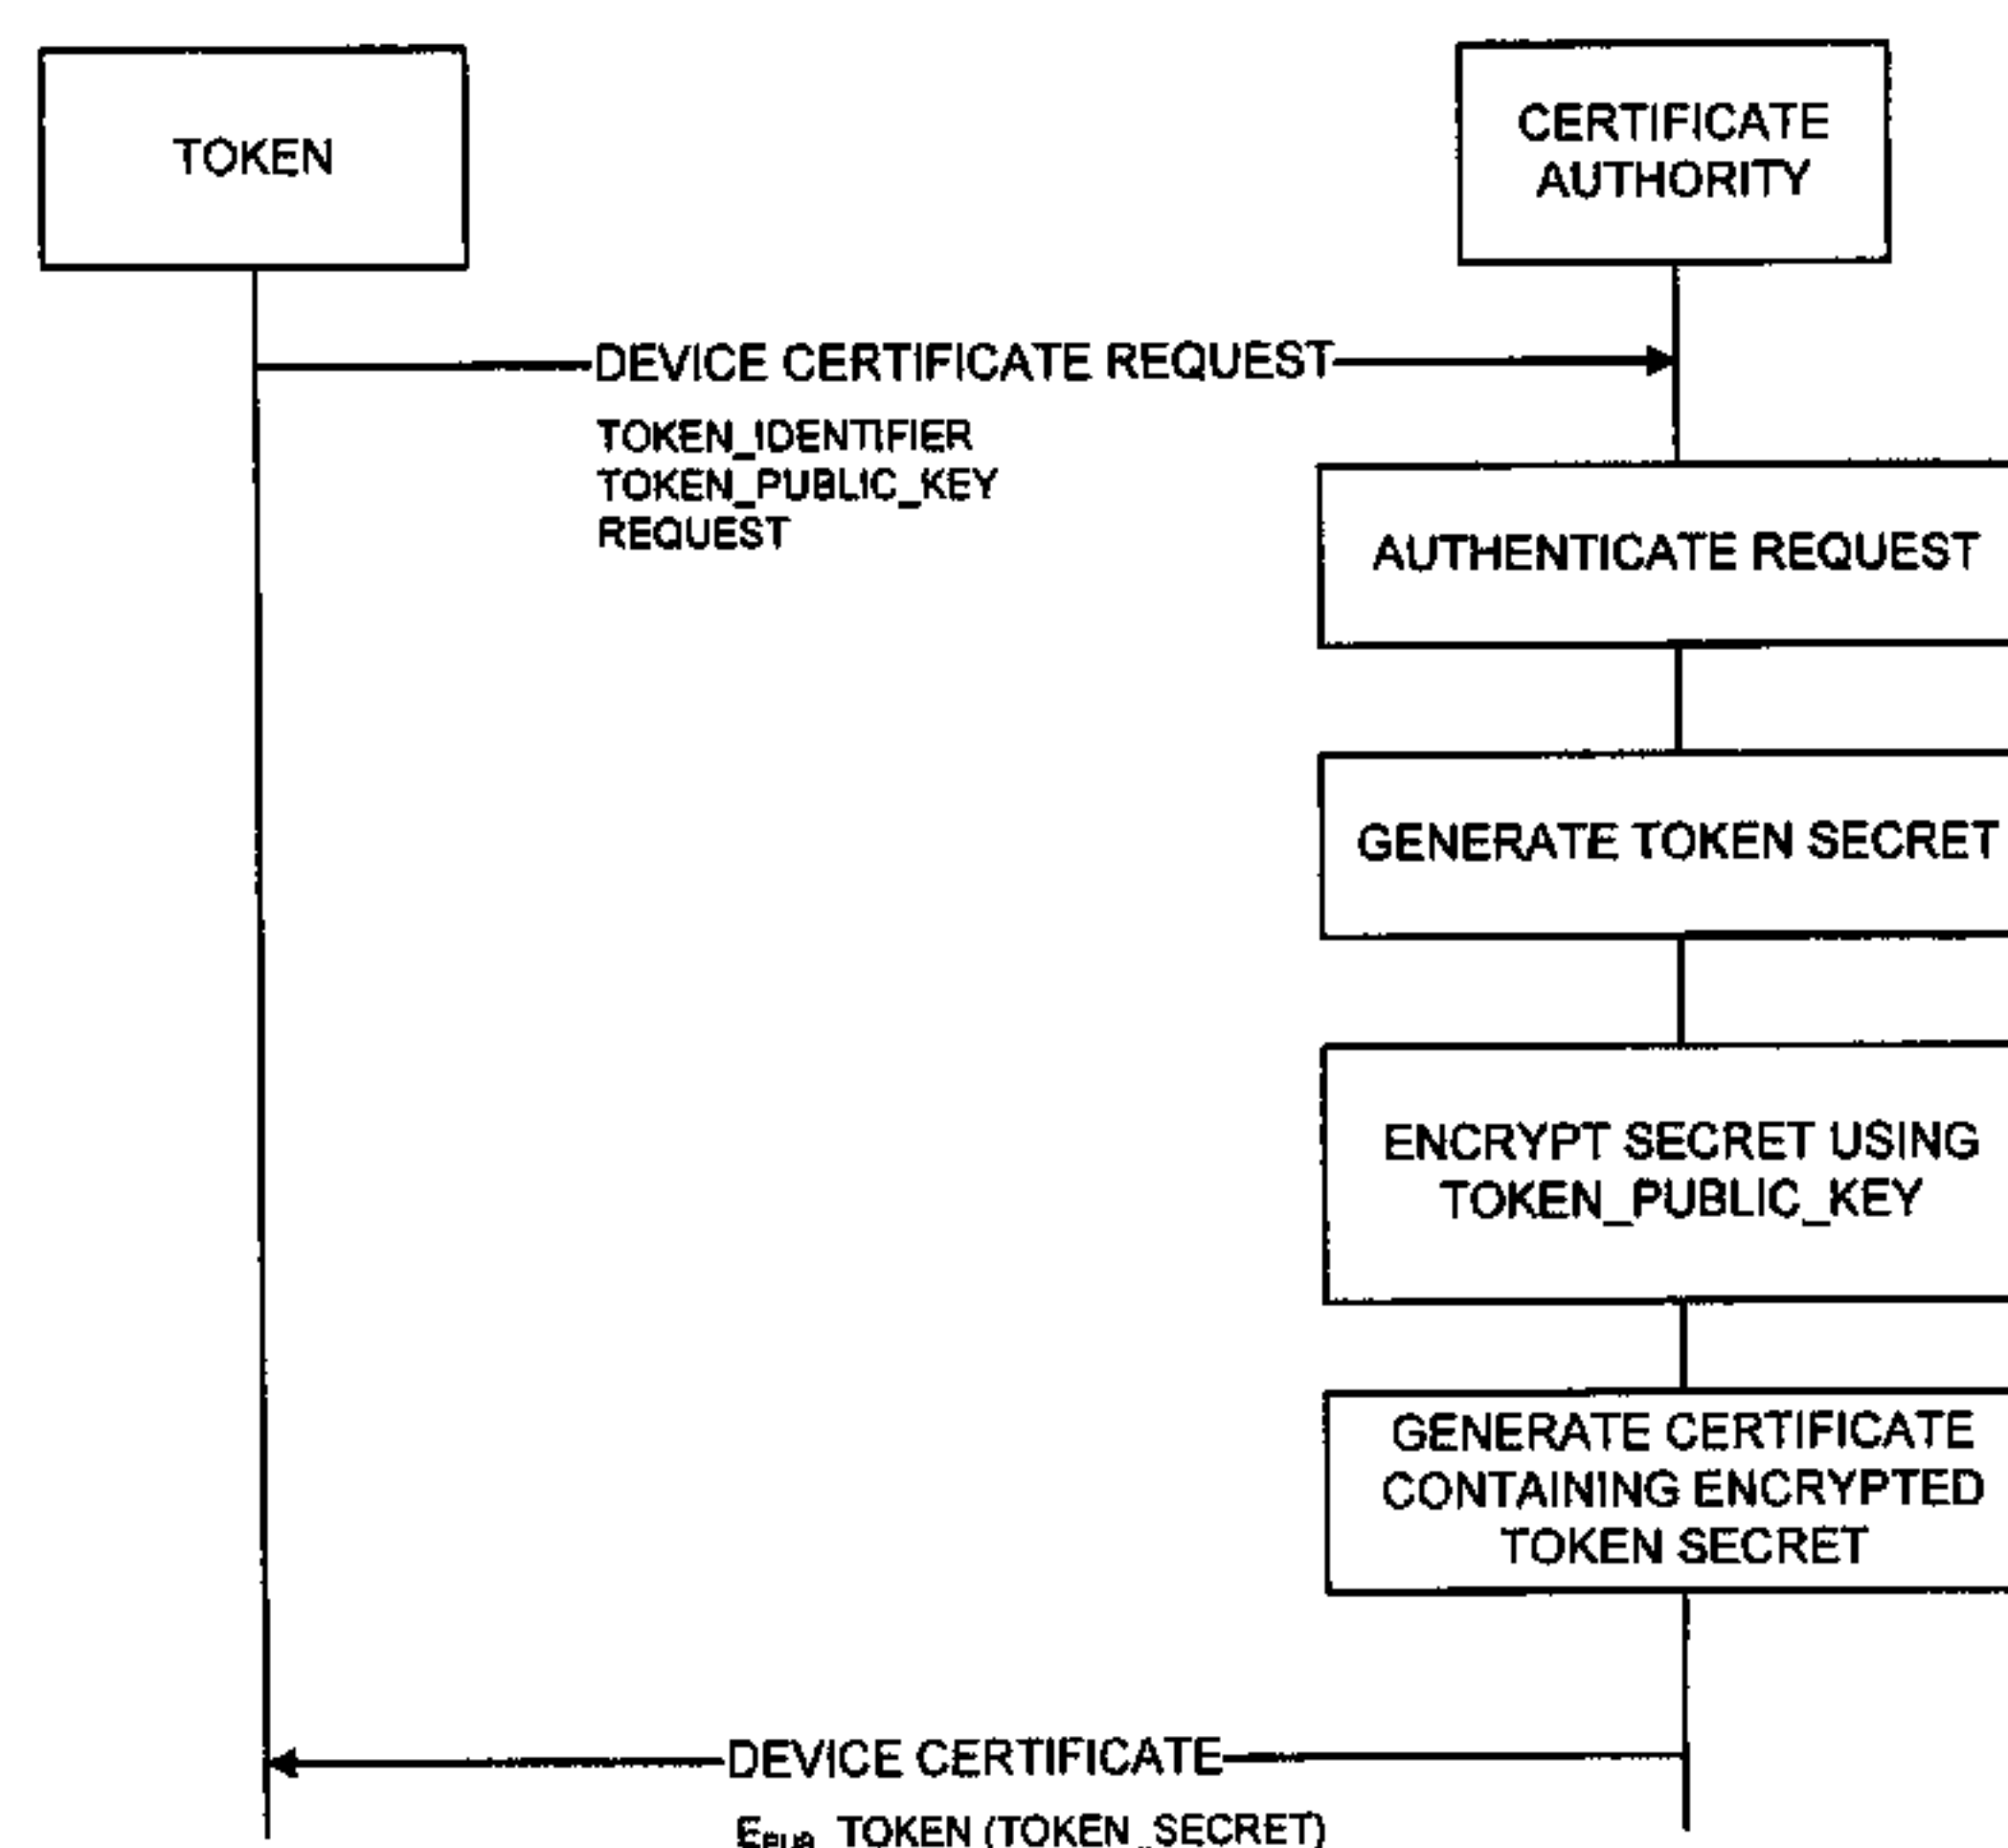 TOKEN
CERTIFICATE
AUTHORITY
DEVICE CERTIFICATE REQUEST
TOKEN_IDENTIFIER
TOKEN_PUBLIC_KEY
REQUEST
AUTHENTICATE REQUEST
GENERATE TOKEN SECRET
ENCRYPT SECRET USING
TOKEN_PUBLIC_KEY
GENERATE CERTIFICATE
CONTAINING ENCRYPTED
TOKEN SECRET
DEVICE CERTIFICATE
EPUB_TOKEN (TOKEN_SECRET)